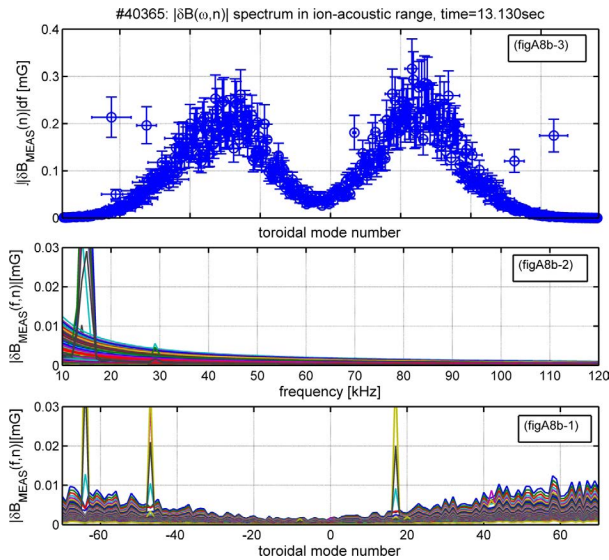 #40365: |δB(ω,n)| spectrum in ion-acoustic range, time=13.130sec
(figA8b-3)
||δB_MEAS(n)|df [mG]
0.4
0.3
0.2
0.1
0
toroidal mode number
(figA8b-2)
|δB_MEAS(f,n)|[mG]
0.03
0.02
0.01
0
10 20 30 40 50 60 70 80 90 100 110 120
frequency [kHz]
(figA8b-1)
|δB_MEAS(f,n)|[mG]
0.03
0.02
0.01
0
-60 -40 -20 0 20 40 60
toroidal mode number